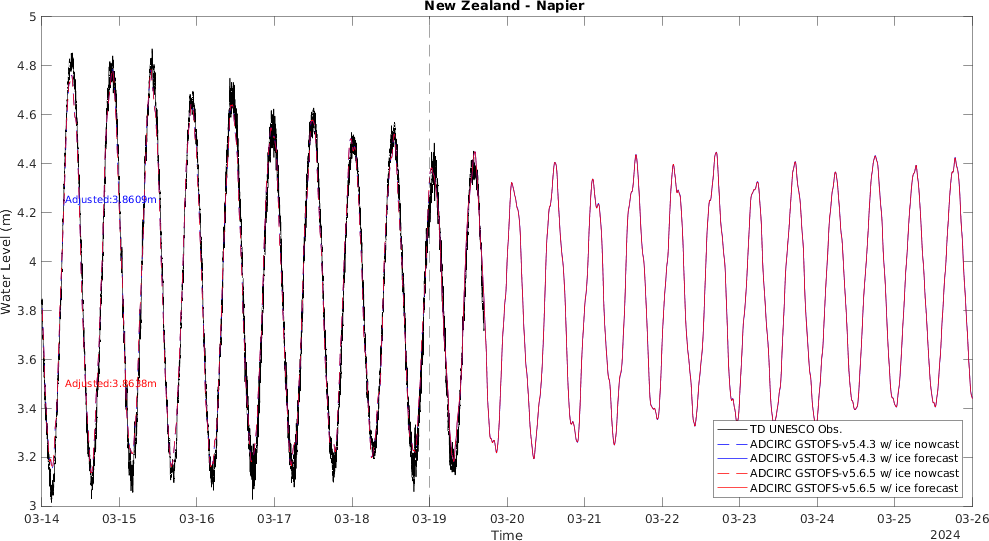 New Zealand - Napier
Water Level (m)
5
4.8
4.6
4.4
4.2
4
3.8
3.6
3.4
3.2
3
Adjusted:3.8609m
Adjusted:3.8638m
TD UNESCO Obs.
ADCIRC GSTOFS-v5.4.3 w/ ice nowcast
ADCIRC GSTOFS-v5.4.3 w/ ice forecast
ADCIRC GSTOFS-v5.6.5 w/ ice nowcast
ADCIRC GSTOFS-v5.6.5 w/ ice forecast
03-14 03-15 03-16 03-17 03-18 03-19 03-20 03-21 03-22 03-23 03-24 03-25 03-26
Time
2024